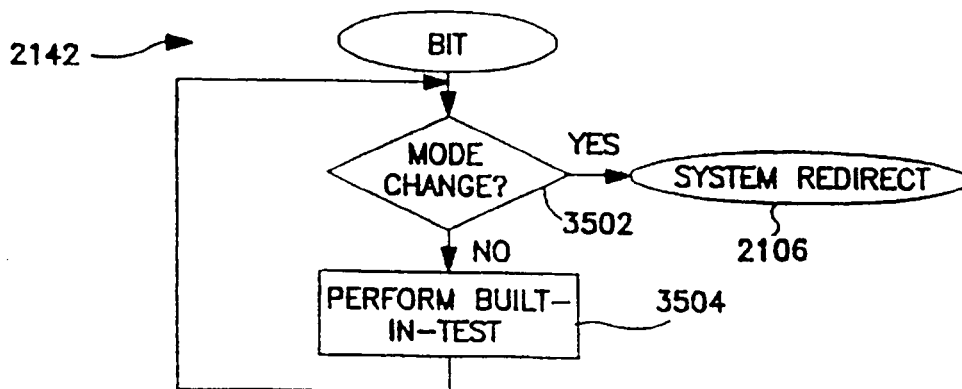 2142
BIT
MODE
CHANGE?
YES
SYSTEM REDIRECT
3502
2106
NO
PERFORM BUILT-
IN-TEST
3504